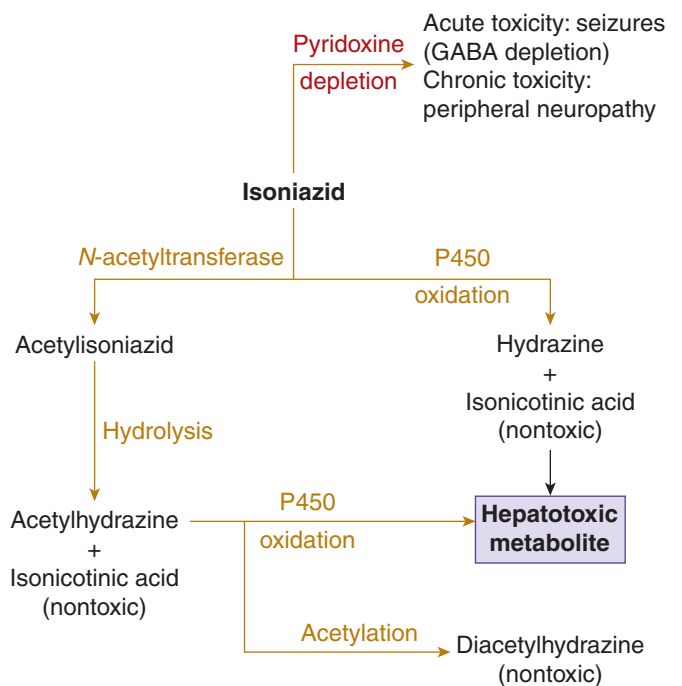 Pyridoxine
depletion
Acute toxicity: seizures
(GABA depletion)
Chronic toxicity:
peripheral neuropathy
Isoniazid
N-acetyltransferase
P450
oxidation
Acetylisoniazid
Hydrazine
+
Isonicotinic acid
(nontoxic)
Hydrolysis
Acetylhydrazine
+
Isonicotinic acid
(nontoxic)
P450
oxidation
Hepatotoxic
metabolite
Acetylation
Diacetylhydrazine
(nontoxic)